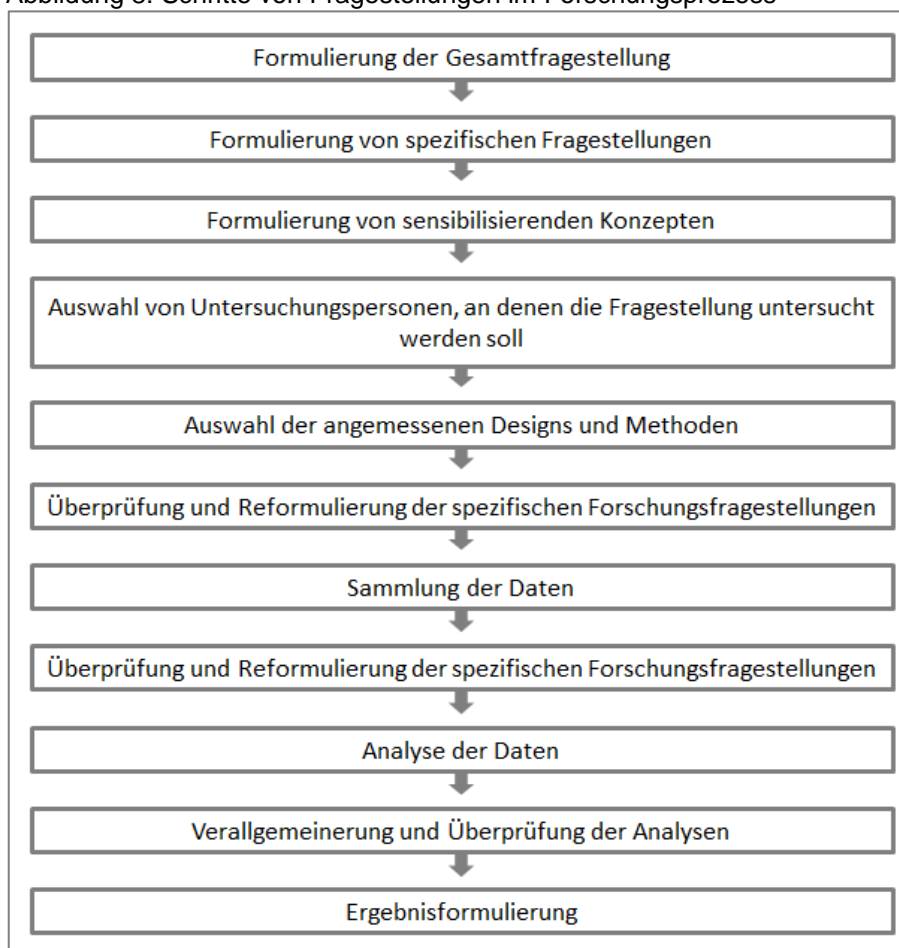 Abbildung 3: Schritte von Fragestellungen im Forschungsprozess
Formulierung der Gesamtfragestellung
Formulierung von spezifischen Fragestellungen
Formulierung von sensibilisierenden Konzepten
Auswahl von Untersuchungspersonen, an denen die Fragestellung untersucht
werden soll
Auswahl der angemessenen Designs und Methoden
Überprüfung und Reformulierung der spezifischen Forschungsfragestellungen
Sammlung der Daten
Überprüfung und Reformulierung der spezifischen Forschungsfragestellungen
Analyse der Daten
Verallgemeinerung und Überprüfung der Analysen
Ergebnisformulierung